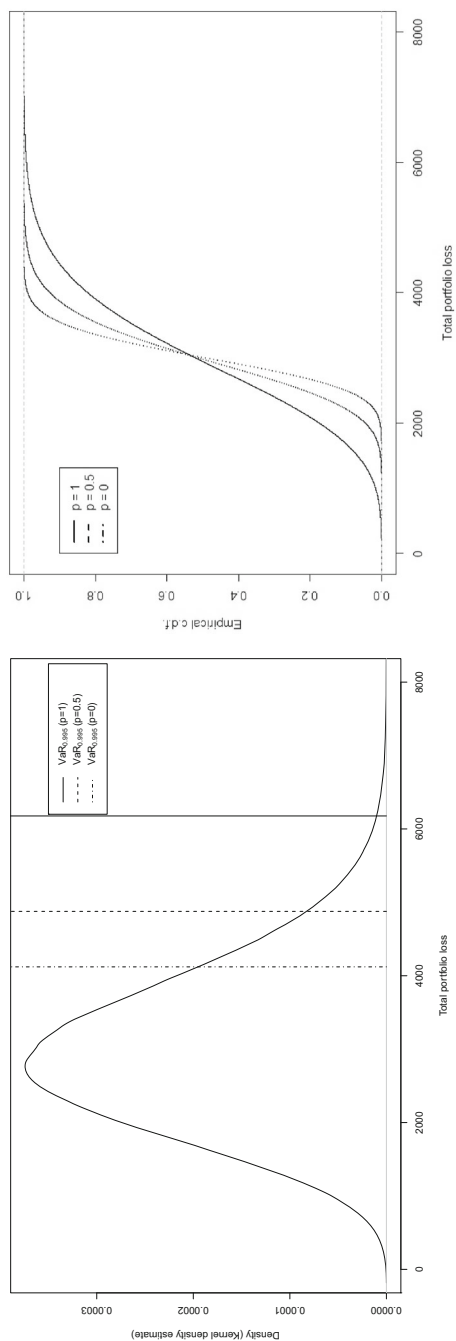 Density (Kernel density estimate)
0.0000
0.0001
0.0002
0.0003
0
2000
4000
6000
8000
Total portfolio loss
VaR0.995 (p=1)
VaR0.995 (p=0.5)
VaR0.995 (p=0)
Empirical c.d.f.
0.0
0.2
0.4
0.6
0.8
1.0
0
2000
4000
6000
8000
Total portfolio loss
p = 1
p = 0.5
p = 0